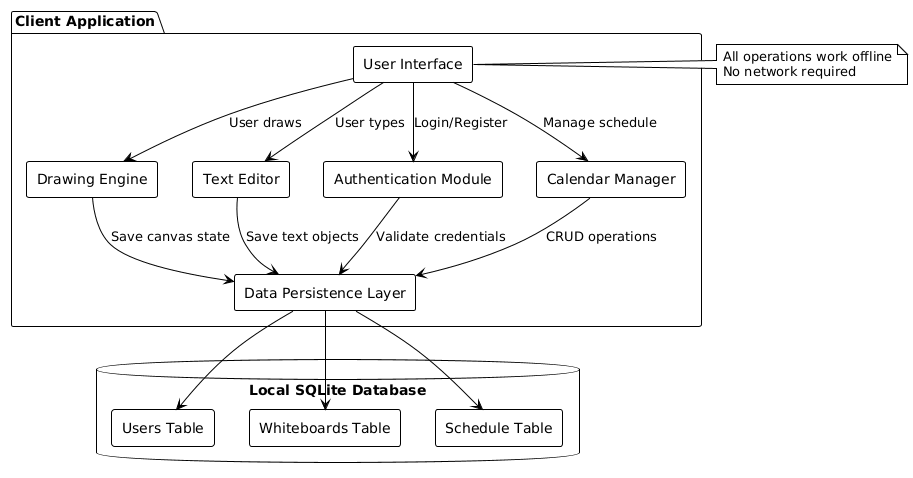 Client Application
User Interface
All operations work offline
No network required
User draws
User types
Login/Register
Manage schedule
Drawing Engine
Text Editor
Authentication Module
Calendar Manager
Save canvas state
Save text objects
Validate credentials
CRUD operations
Data Persistence Layer
Local SQLite Database
Users Table
Whiteboards Table
Schedule Table